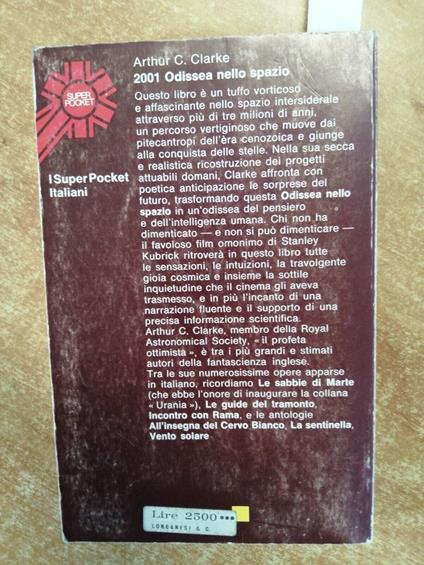 Arthur C. Clarke
2001 Odissea nello spazio
SUPER
POCKET
I Super Pocket
Italiani
Questo libro è un tuffo vorticoso
e affascinante nello spazio intersiderale
attraverso più di tre milioni di anni,
un percorso vertiginoso che muove dai
pitecantropi dell'èra cenozoica e giunge
alla conquista delle stelle. Nella sua secca
e realistica ricostruzione dei progetti
attuabili domani, Clarke affronta con
poetica anticipazione le sorprese del
futuro, trasformando questa Odissea nello
spazio in un'odissea del pensiero
e dell'intelligenza umana. Chi non ha
dimenticato — e non si può dimenticare —
il favoloso film omonimo di Stanley
Kubrick ritroverà in questo libro tutte
le sensazioni, le intuizioni, la travolgente
gioia cosmica e insieme la sottile
inquietudine che il cinema gli aveva
trasmesso, e in più l'incanto di una
narrazione fluente e il supporto di una
precisa informazione scientifica.
Arthur C. Clarke, membro della Royal
Astronomical Society, « il profeta
ottimista », è tra i più grandi e stimati
autori della fantascienza inglese.
Tra le sue numerosissime opere apparse
in italiano, ricordiamo Le sabbie di Marte
(che ebbe l'onore di inaugurare la collana
« Urania »), Le guide del tramonto,
Incontro con Rama, e le antologie
All'insegna del Cervo Bianco, La sentinella,
Vento solare
Lire 2500•••
LONGANESI & C.